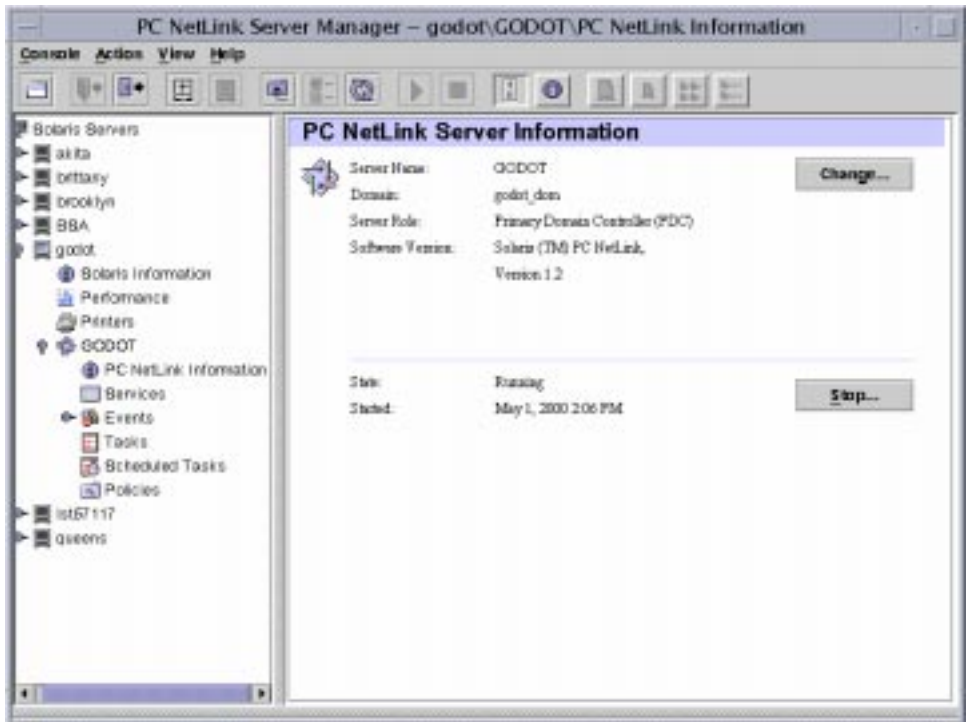 PC NetLink Server Manager – godot\GODOT\PC NetLink Information
Console Action View Help
Solaris Servers
akita
brittany
brooklyn
BBA
godot
Solaris Information
Performance
Printers
GODOT
PC NetLink Information
Services
Events
Tasks
Scheduled Tasks
Policies
lst57117
queens
PC NetLink Server Information
Server Name: GODOT
Change...
Domain: godot_dom
Server Role: Primary Domain Controller (PDC)
Software Version: Solaris (TM) PC NetLink,
Version 1.2
State: Running
Stop...
Started: May 1, 2000 2:06 PM